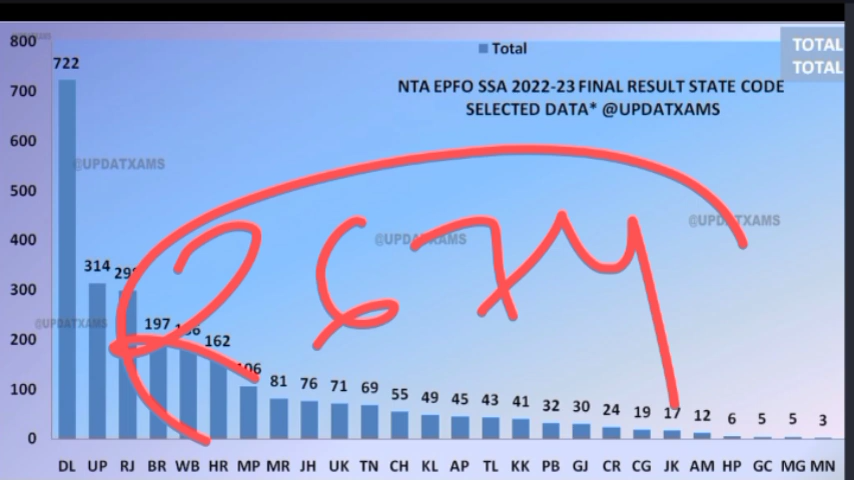 800
TOTAL
TOTAL
Total
722
NTA EPFO SSA 2022-23 FINAL RESULT STATE CODE
SELECTED DATA* @UPDATXAMS
700
600
@UPDATXAMS
500
@UPDATXAMS
400
@UPDATXAMS
2674
314
300
@UPDATXAMS
197
200
162
106
100
81 76 71 69 55 49 45 43 41 32 30 24 19 17 12 6 5 5 3
0
DL UP RJ BR WB HR MP MR JH UK TN CH KL AP TL KK PB GJ CR CG JK AM HP GC MG MN